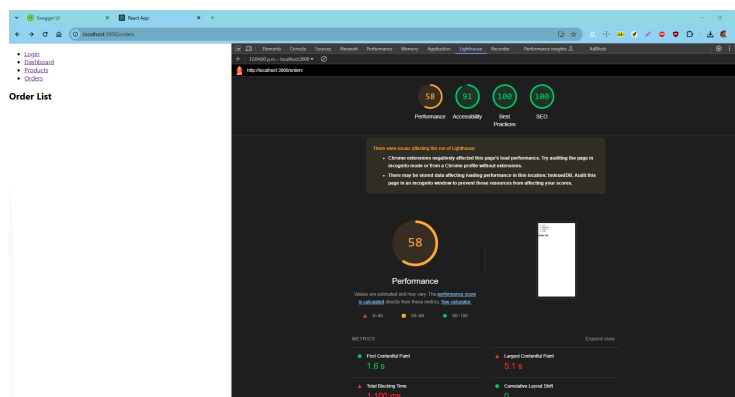 Swagger UI
React App
localhost:3000/orders
Login
Dashboard
Products
Orders
Order List
Elements Console Sources Network Performance Memory Application Lighthouse Recorder Performance insights AdBlock
http://localhost:3000/orders
58 91 100 100
Performance Accessibility Best Practices SEO
There were issues affecting this run of Lighthouse:
Chrome extensions negatively affected this page's load performance. Try auditing the page in
incognito mode or from a Chrome profile without extensions.
There may be stored data affecting loading performance in this location: IndexedDB. Audit this
page in an incognito window to prevent those resources from affecting your scores.
58
Performance
Values are estimated and may vary. The performance score
is calculated directly from these metrics. See calculator.
0–49 50–89 90–100
METRICS Expand view
First Contentful Paint
1.6 s
Largest Contentful Paint
5.1 s
Total Blocking Time
1,100 ms
Cumulative Layout Shift
0